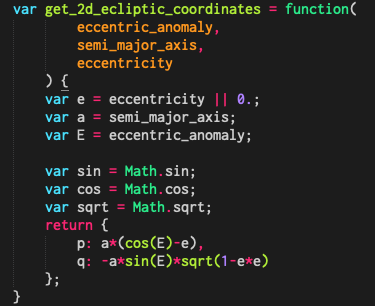 var get_2d_ecliptic_coordinates = function(
        eccentric_anomaly,
        semi_major_axis,
        eccentricity
    ) {
    var e = eccentricity || 0.;
    var a = semi_major_axis;
    var E = eccentric_anomaly;

    var sin = Math.sin;
    var cos = Math.cos;
    var sqrt = Math.sqrt;
    return {
        p: a*(cos(E)-e),
        q: -a*sin(E)*sqrt(1-e*e)
    };
}